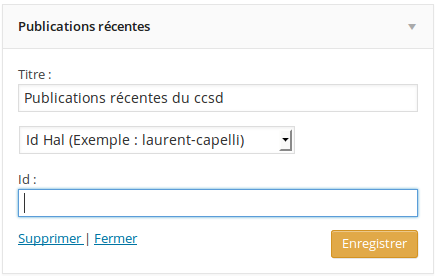 Publications récentes
Titre :
Publications récentes du ccsd
Id Hal (Exemple : laurent-capelli)
Id :
Supprimer | Fermer
Enregistrer